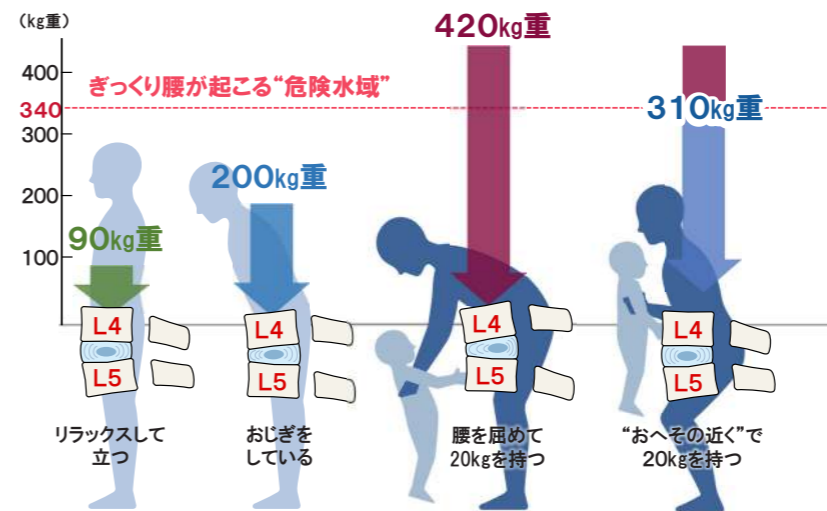 (kg重)
400
340
300
200
100
ぎっくり腰が起こる“危険水域”
90kg重
200kg重
420kg重
310kg重
L4
L5
L4
L5
L4
L5
L4
L5
リラックスして
立つ
おじぎを
している
腰を屈めて
20kgを持つ
“おへその近く”で
20kgを持つ